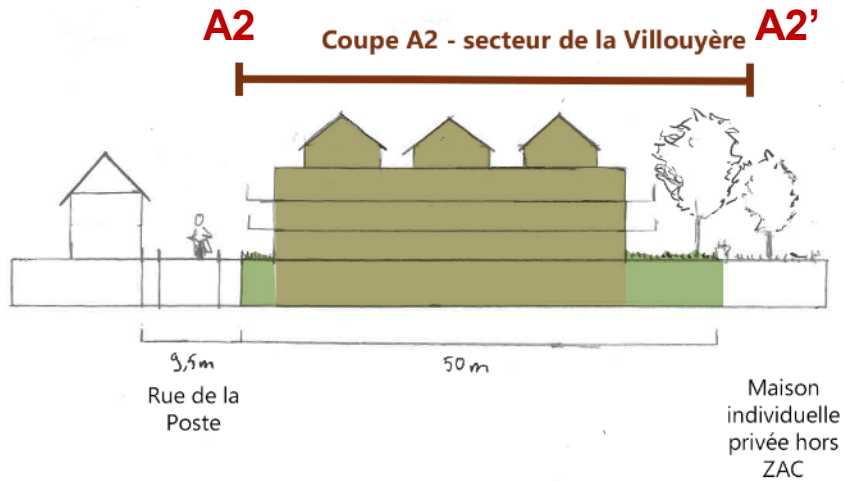 A2
Coupe A2 - secteur de la Villouyère
A2’
9,5m
50m
Rue de la
Poste
Maison
individuelle
privée hors
ZAC